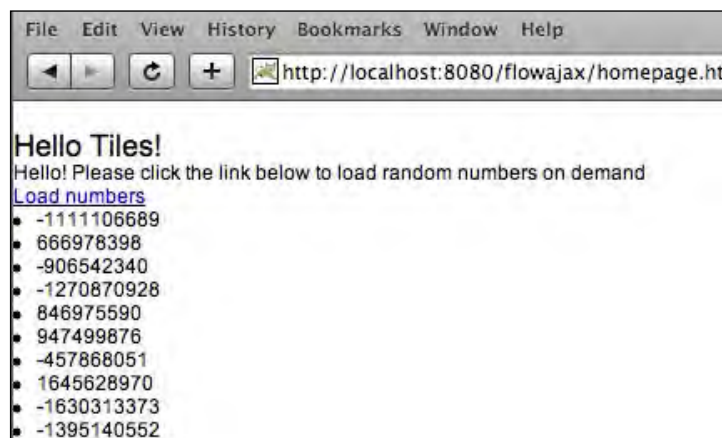 File Edit View History Bookmarks Window Help
http://localhost:8080/flowajax/homepage.ht
Hello Tiles!
Hello! Please click the link below to load random numbers on demand
Load numbers
• -1111106689
• 666978398
• -906542340
• -1270870928
• 846975590
• 947499876
• -457868051
• 1645628970
• -1630313373
• -1395140552